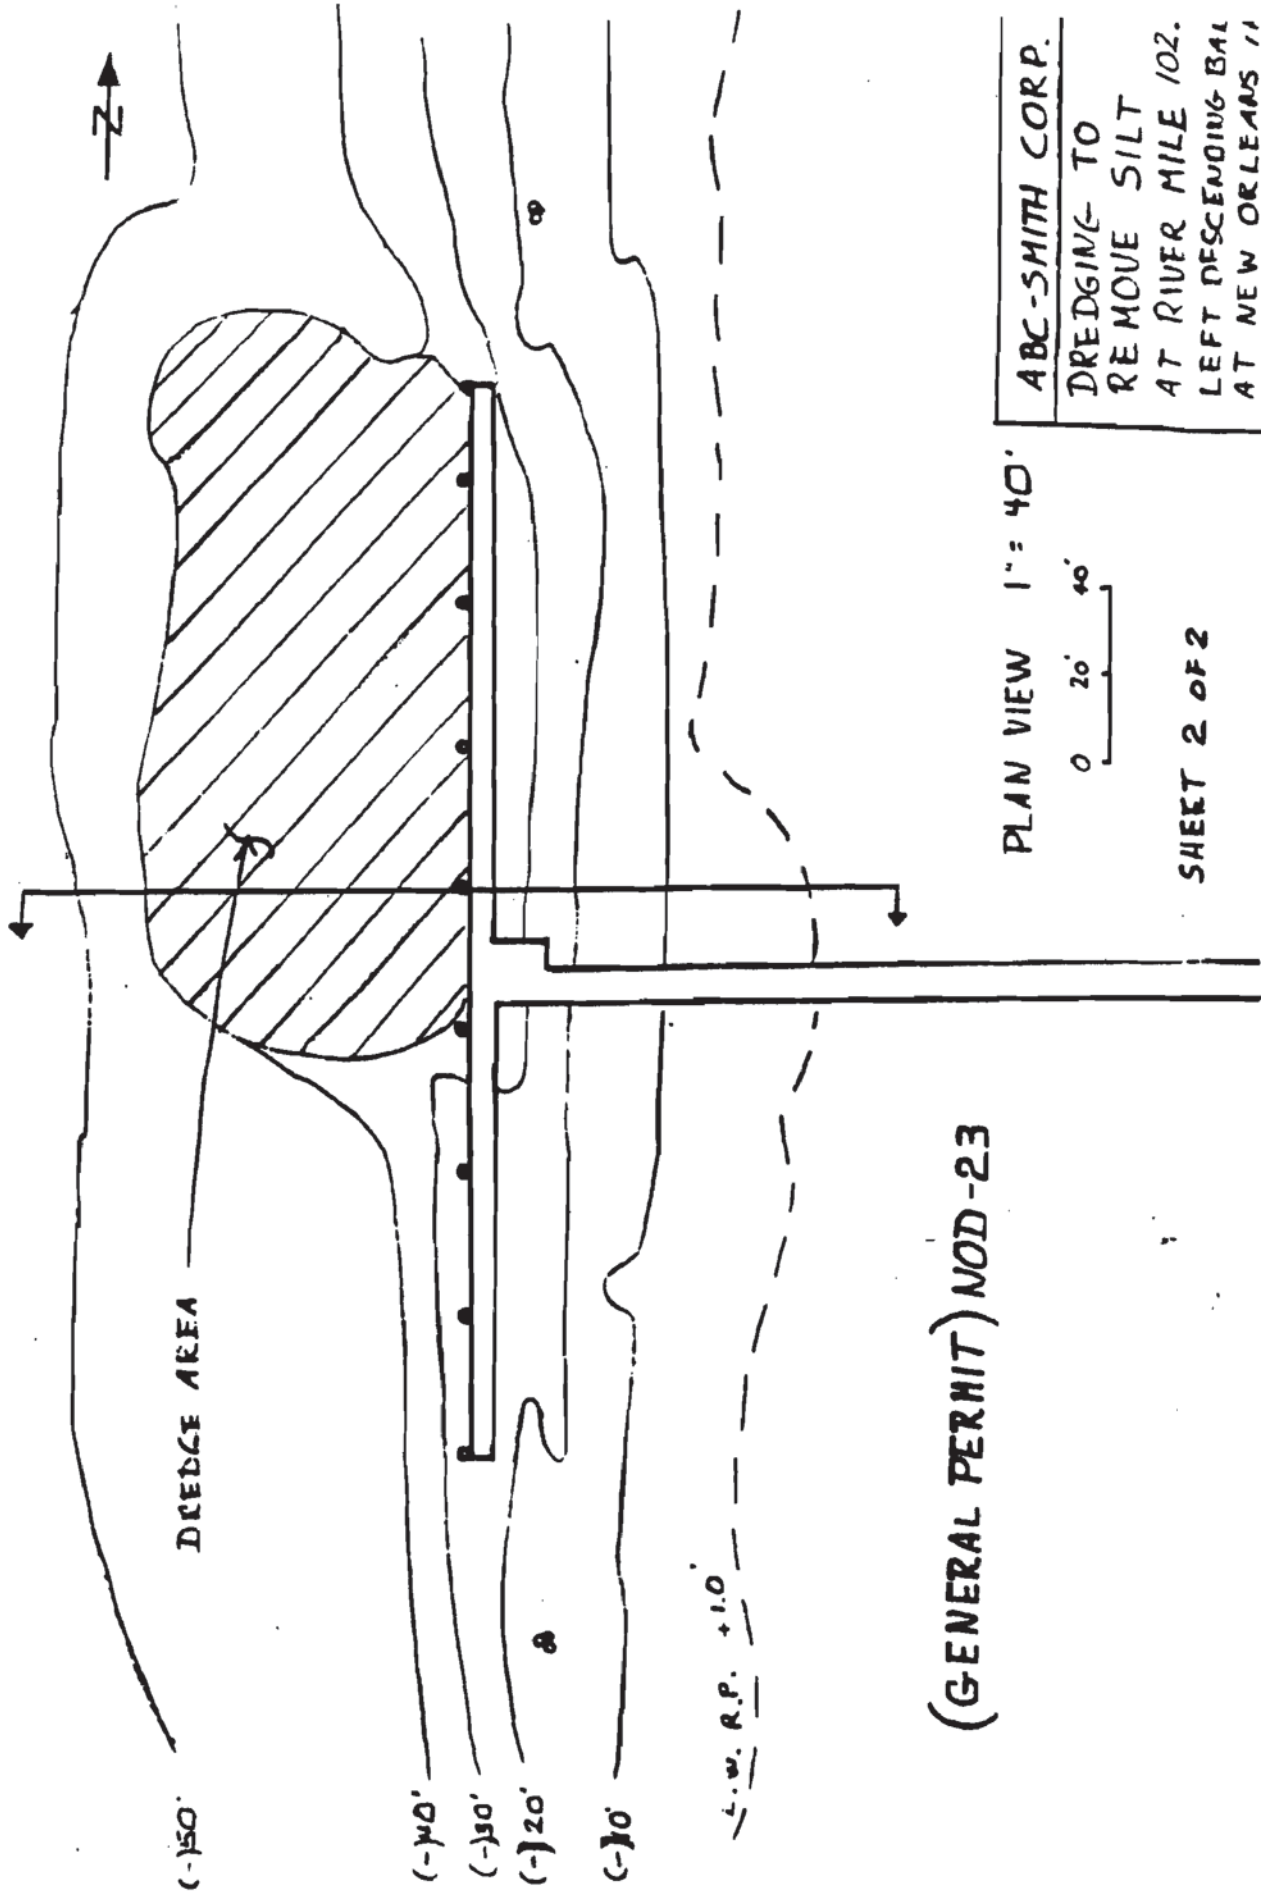 N
(-)50'
DREDGE AREA
(-)40'
(-)30'
(-)20'
(-)10'
L.W. R.P. +1.0'
(GENERAL PERMIT) NOD-23
PLAN VIEW 1"= 40'
0 20' 40'
SHEET 2 OF 2
ABC-SMITH CORP.
DREDGING TO
REMOVE SILT
AT RIVER MILE 102.
LEFT DESCENDING BA
AT NEW ORLEANS